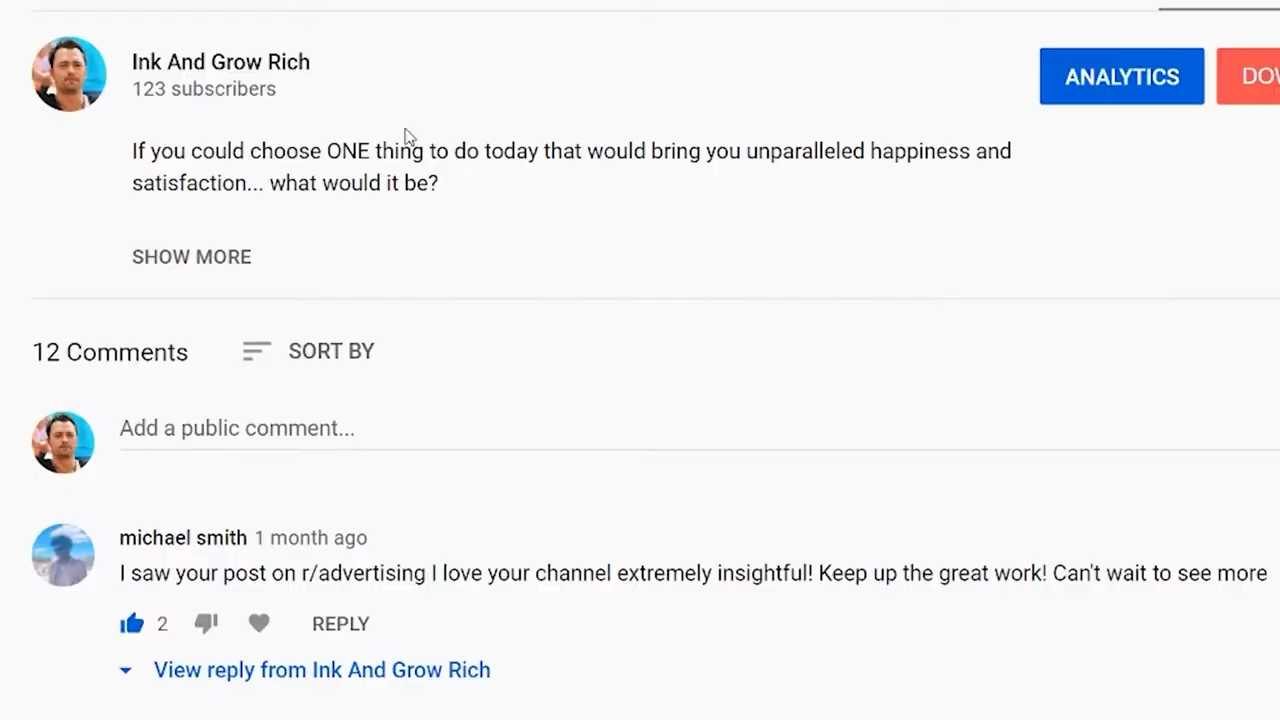 Ink And Grow Rich
123 subscribers
ANALYTICS
If you could choose ONE thing to do today that would bring you unparalleled happiness and
satisfaction... what would it be?
SHOW MORE
12 Comments
SORT BY
Add a public comment...
michael smith 1 month ago
I saw your post on r/advertising I love your channel extremely insightful! Keep up the great work! Can't wait to see more
2
REPLY
View reply from Ink And Grow Rich